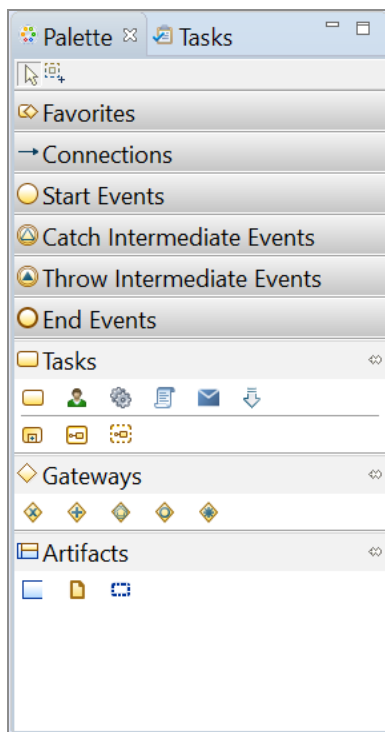 Palette Tasks
Favorites
Connections
Start Events
Catch Intermediate Events
Throw Intermediate Events
End Events
Tasks
Gateways
Artifacts